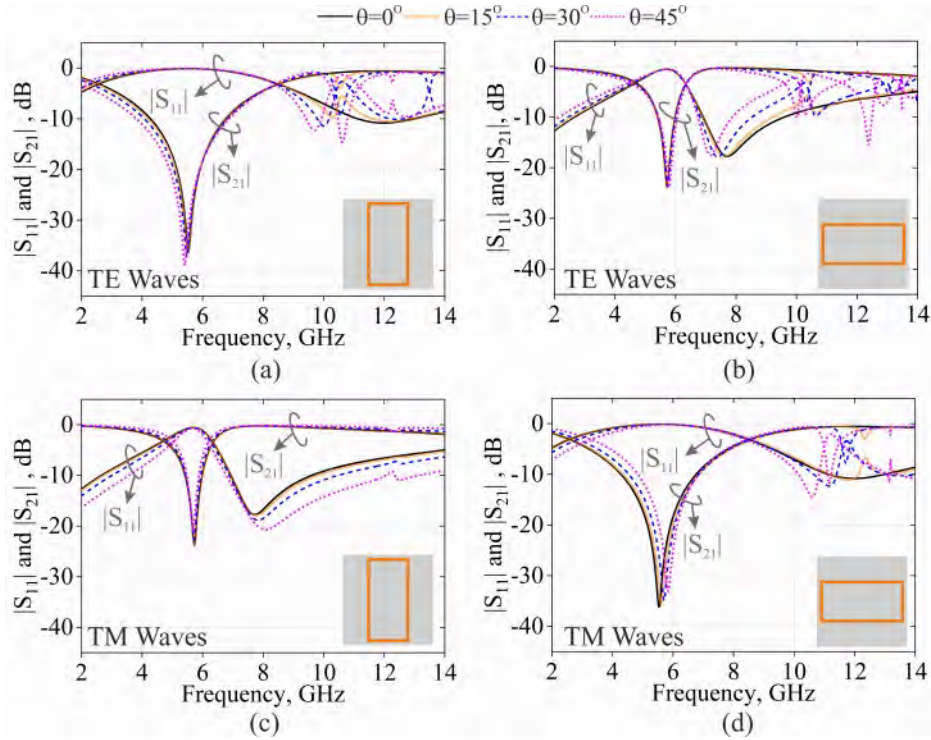 θ=0° θ=15° θ=30° θ=45°
|S11| and |S21|, dB
0
-10
-20
-30
-40
|S11|
|S21|
TE Waves
2 4 6 8 10 12 14
Frequency, GHz
(a)
0
-10
-20
-30
-40
|S11|
|S21|
TE Waves
2 4 6 8 10 12 14
Frequency, GHz
(b)
|S11| and |S21| , dB
0
-10
-20
-30
-40
|S11|
|S21|
TM Waves
2 4 6 8 10 12 14
Frequency, GHz
(c)
|S11| and |S21| , dB
0
-10
-20
-30
-40
|S11|
|S21|
TM Waves
2 4 6 8 10 12 14
Frequency, GHz
(d)
|S11| and |S21|, dB